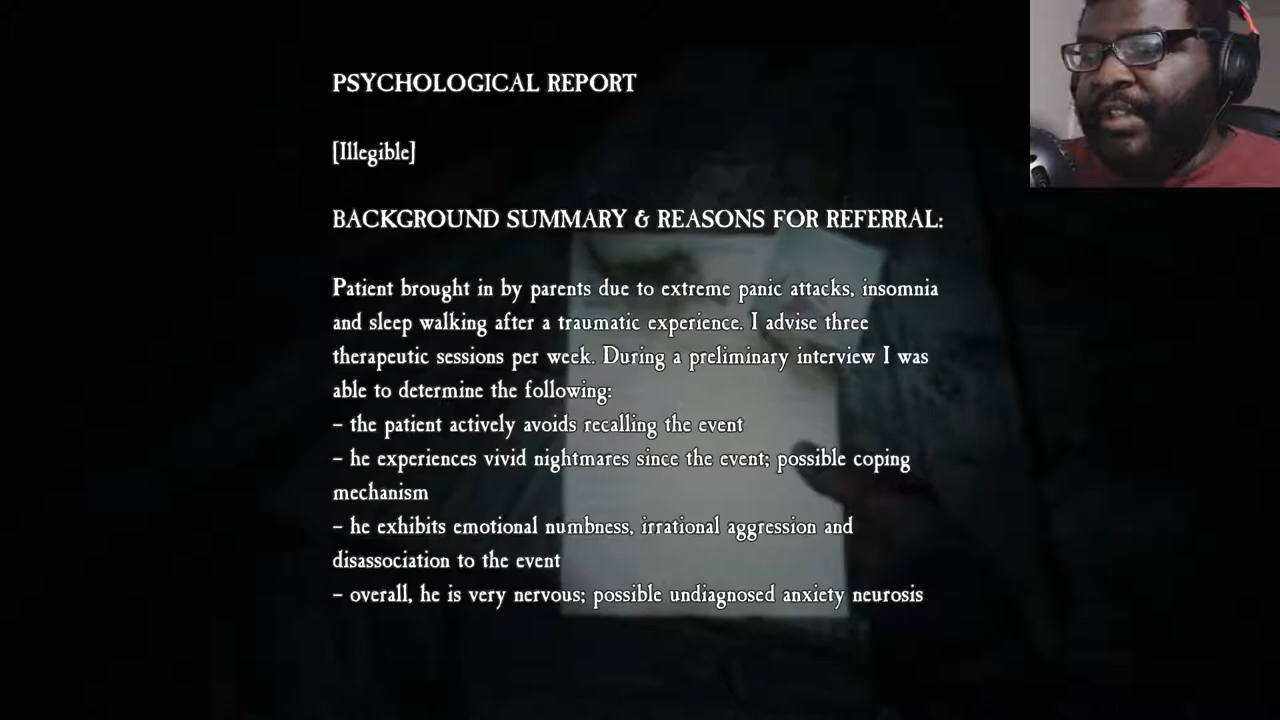 PSYCHOLOGICAL REPORT
[Illegible]
BACKGROUND SUMMARY & REASONS FOR REFERRAL:
Patient brought in by parents due to extreme panic attacks, insomnia
and sleep walking after a traumatic experience. I advise three
therapeutic sessions per week. During a preliminary interview I was
able to determine the following:
– the patient actively avoids recalling the event
– he experiences vivid nightmares since the event; possible coping
mechanism
– he exhibits emotional numbness, irrational aggression and
disassociation to the event
– overall, he is very nervous; possible undiagnosed anxiety neurosis